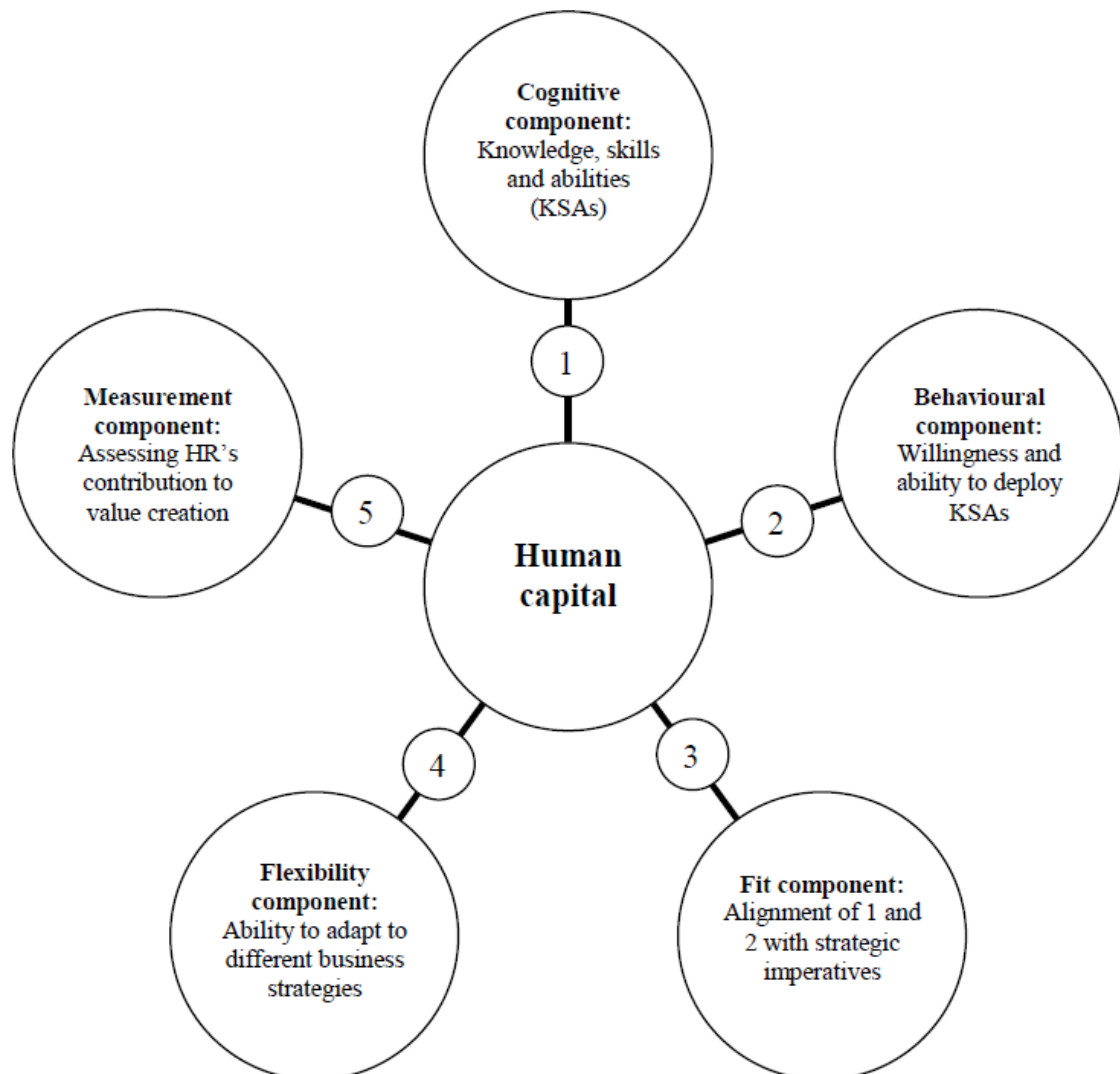 Cognitive
component:
Knowledge, skills
and abilities
(KSAs)
1
Behavioural
component:
Willingness and
ability to deploy
KSAs
2
Fit component:
Alignment of 1 and
2 with strategic
imperatives
3
Flexibility
component:
Ability to adapt to
different business
strategies
4
Measurement
component:
Assessing HR’s
contribution to
value creation
5
Human
capital